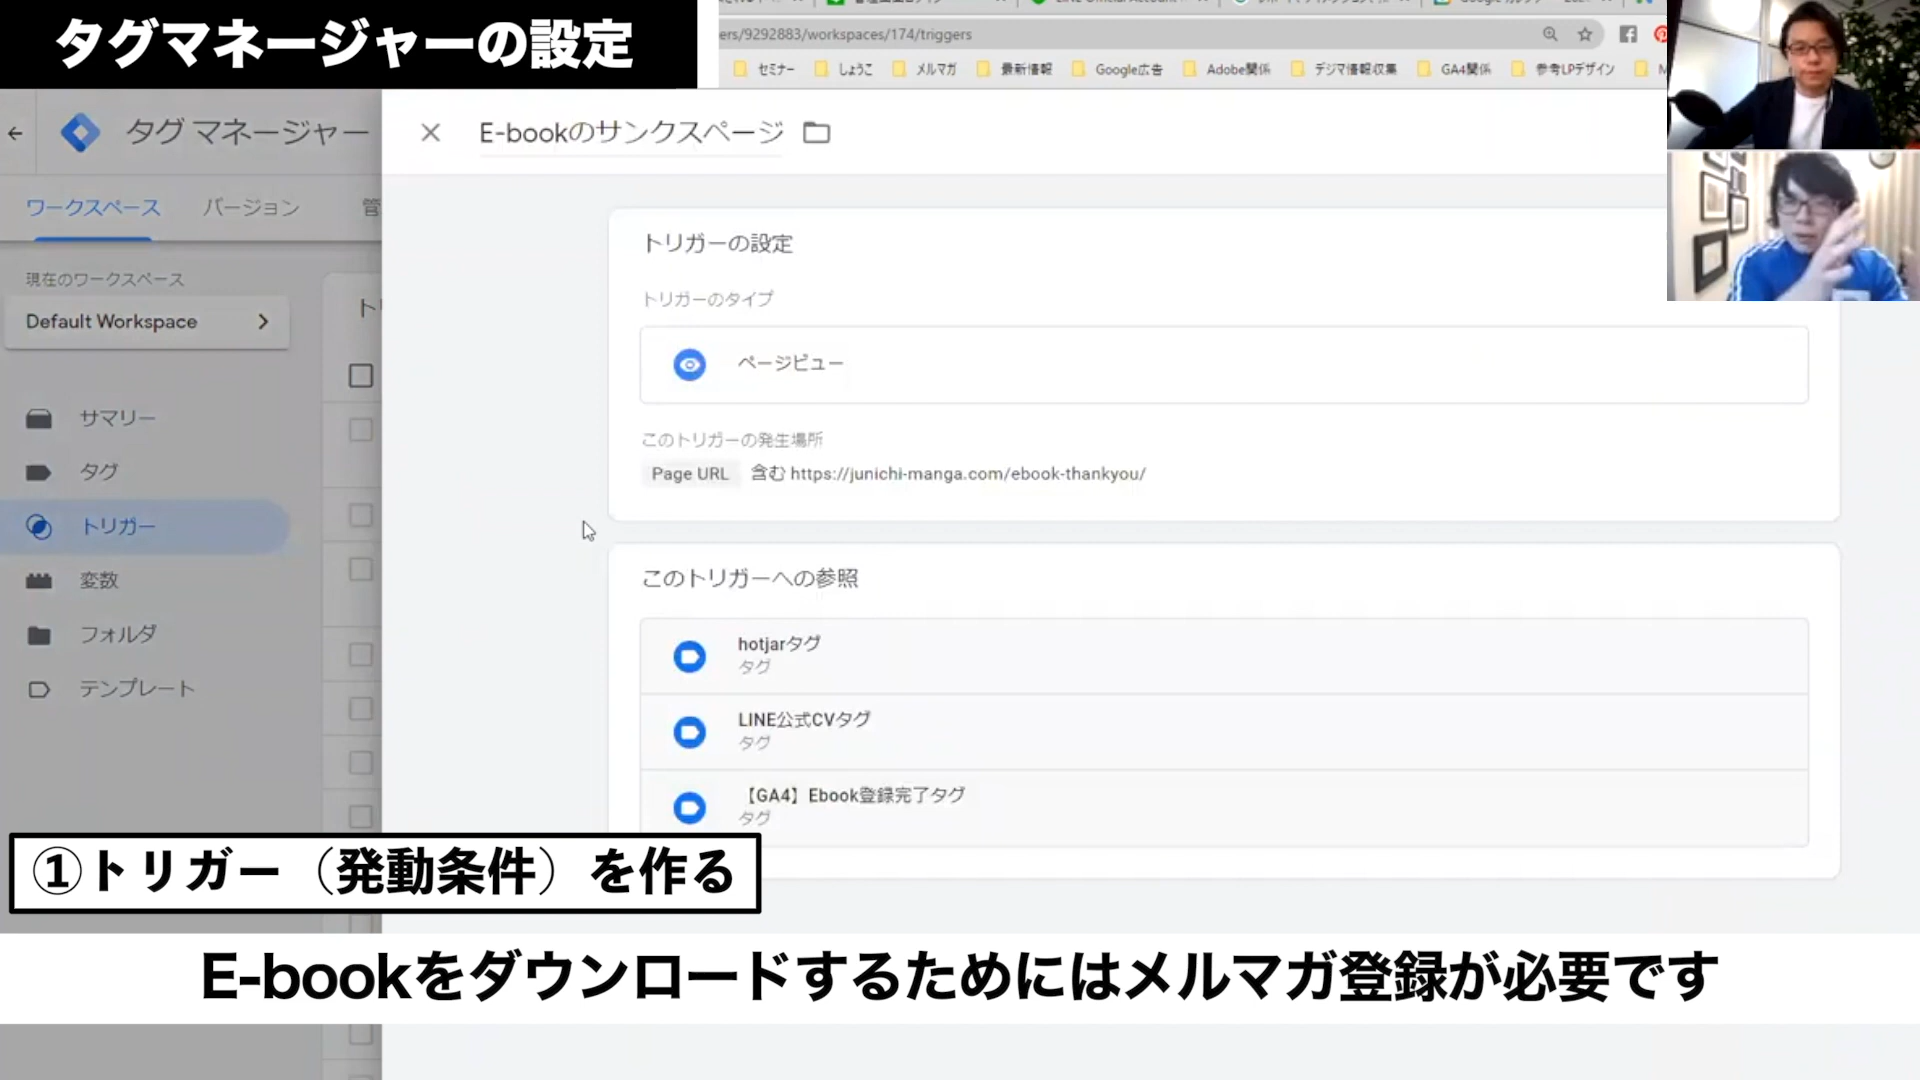 タグマネージャーの設定
ers/9292883/workspaces/174/triggers
セミナー
しょうこ
メルマガ
最新情報
Google広告
Adobe関係
デジマ情報収集
GA4関係
参考LPデザイン
タグ マネージャー
E-bookのサンクスページ
ワークスペース
バージョン
管
現在のワークスペース
Default Workspace
サマリー
タグ
トリガー
変数
フォルダ
テンプレート
トリガーの設定
トリガーのタイプ
ページビュー
このトリガーの発生場所
Page URL 含む https://junichi-manga.com/ebook-thankyou/
このトリガーへの参照
hotjarタグ
タグ
LINE公式CVタグ
タグ
【GA4】Ebook登録完了タグ
タグ
①トリガー（発動条件）を作る
E-bookをダウンロードするためにはメルマガ登録が必要です